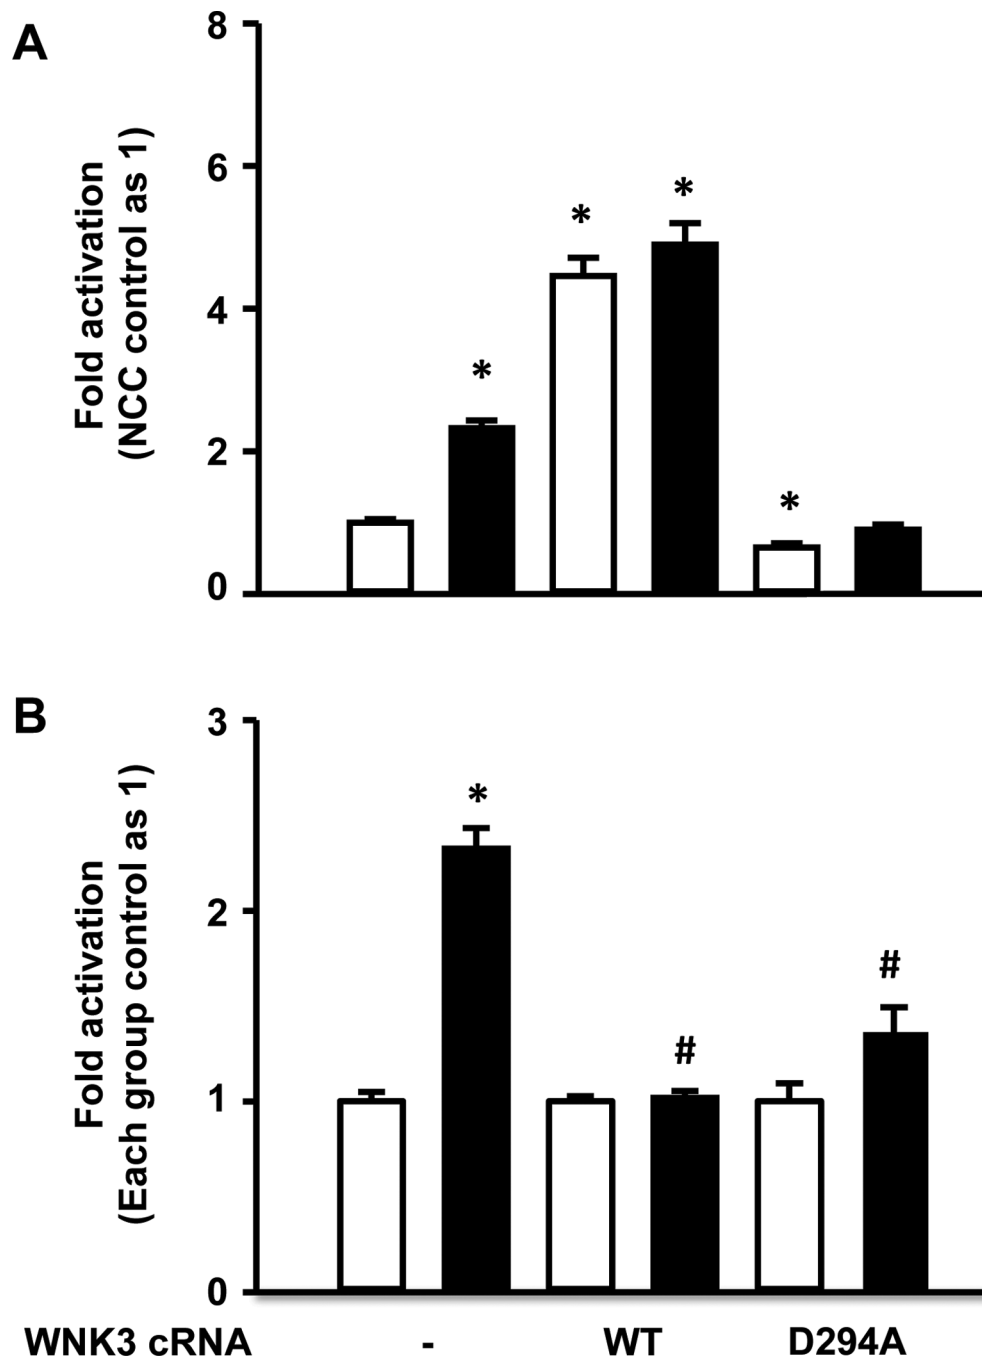 A
Fold activation
(NCC control as 1)
8
6
4
2
0
*
*
*
*
B
Fold activation
(Each group control as 1)
3
2
1
0
*
#
#
WNK3 cRNA - WT D294A